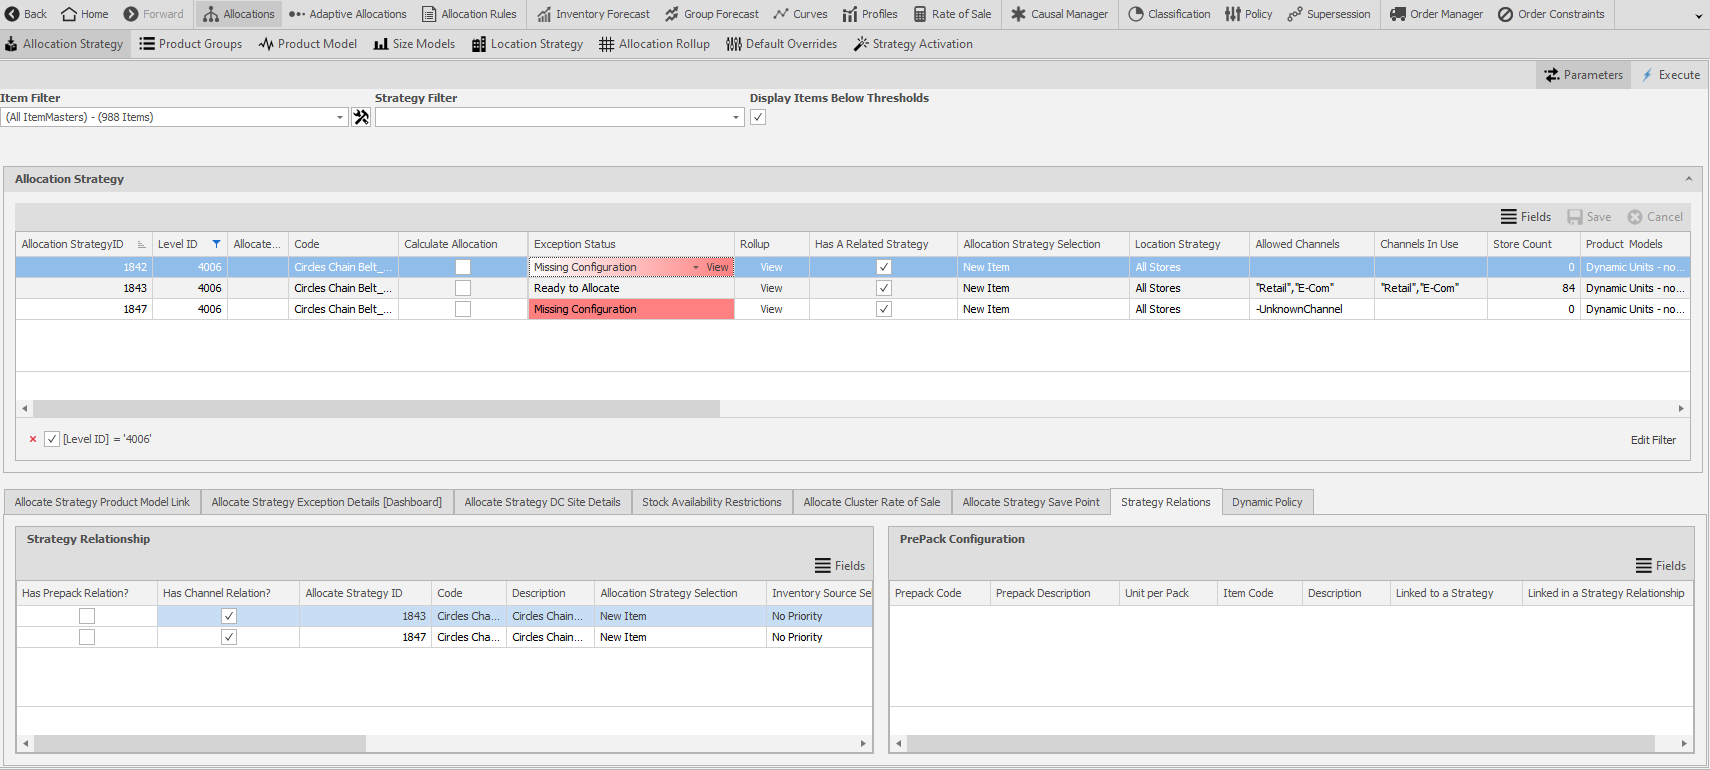 Back Home Forward Allocations Adaptive Allocations Allocation Rules Inventory Forecast Group Forecast Curves Profiles Rate of Sale Causal Manager Classification Policy Supersession Order Manager Order Constraints
Allocation Strategy Product Groups Product Model Size Models Location Strategy Allocation Rollup Default Overrides Strategy Activation
Parameters Execute
Item Filter Strategy Filter Display Items Below Thresholds
(All ItemMasters) - (988 Items)
Allocation Strategy
Fields Save Cancel
Allocation StrategyID Level ID Allocate... Code Calculate Allocation Exception Status Rollup Has A Related Strategy Allocation Strategy Selection Location Strategy Allowed Channels Channels In Use Store Count Product Models
1842 4006 Circles Chain Belt_... Missing Configuration View View New Item All Stores 0 Dynamic Units - no...
1843 4006 Circles Chain Belt_... Ready to Allocate View New Item All Stores "Retail","E-Com" "Retail","E-Com" 84 Dynamic Units - no...
1847 4006 Circles Chain Belt_... Missing Configuration View New Item All Stores -UnknownChannel 0 Dynamic Units - no...
[Level ID] = '4006' Edit Filter
Allocate Strategy Product Model Link Allocate Strategy Exception Details [Dashboard] Allocate Strategy DC Site Details Stock Availability Restrictions Allocate Cluster Rate of Sale Allocate Strategy Save Point Strategy Relations Dynamic Policy
Strategy Relationship PrePack Configuration
Fields Fields
Has Prepack Relation? Has Channel Relation? Allocate Strategy ID Code Description Allocation Strategy Selection Inventory Source Se Prepack Code Prepack Description Unit per Pack Item Code Description Linked to a Strategy Linked in a Strategy Relationship
1843 Circles Cha... Circles Chain... New Item No Priority
1847 Circles Cha... Circles Chain... New Item No Priority